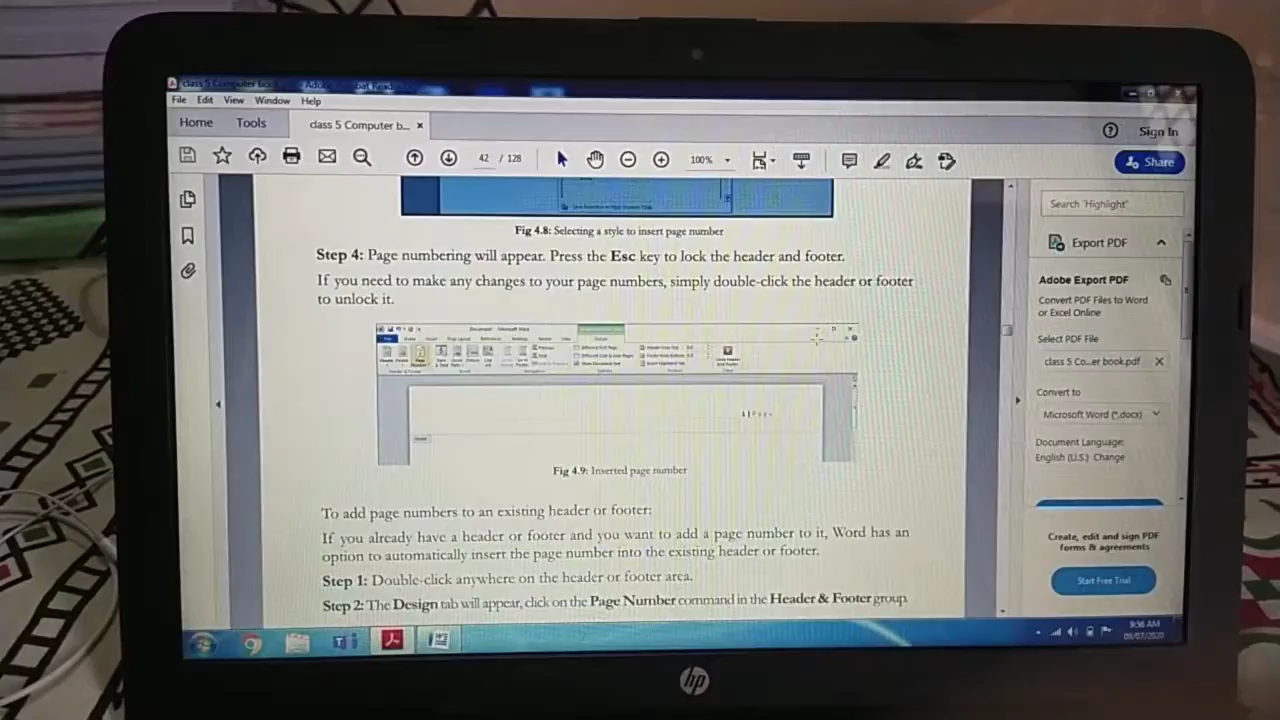 class 5 Computer
File Edit View Window Help
Home Tools class 5 Computer b... Sign In
42 / 128 100% Share
Fig 4.8: Selecting a style to insert page number
Step 4: Page numbering will appear. Press the Esc key to lock the header and footer.
If you need to make any changes to your page numbers, simply double-click the header or footer
to unlock it.
Fig 4.9: Inserted page number
To add page numbers to an existing header or footer:
If you already have a header or footer and you want to add a page number to it, Word has an
option to automatically insert the page number into the existing header or footer.
Step 1: Double-click anywhere on the header or footer area.
Step 2: The Design tab will appear, click on the Page Number command in the Header & Footer group
Search 'Highlight'
Export PDF
Adobe Export PDF
Convert PDF Files to Word
or Excel Online
Select PDF File
class 5 Co...er book.pdf
Convert to
Microsoft Word (*.docx)
Document Language:
English (U.S.) Change
Create, edit and sign PDF
forms & agreements
Start Free Trial
9:56 AM
09/07/2020
hp